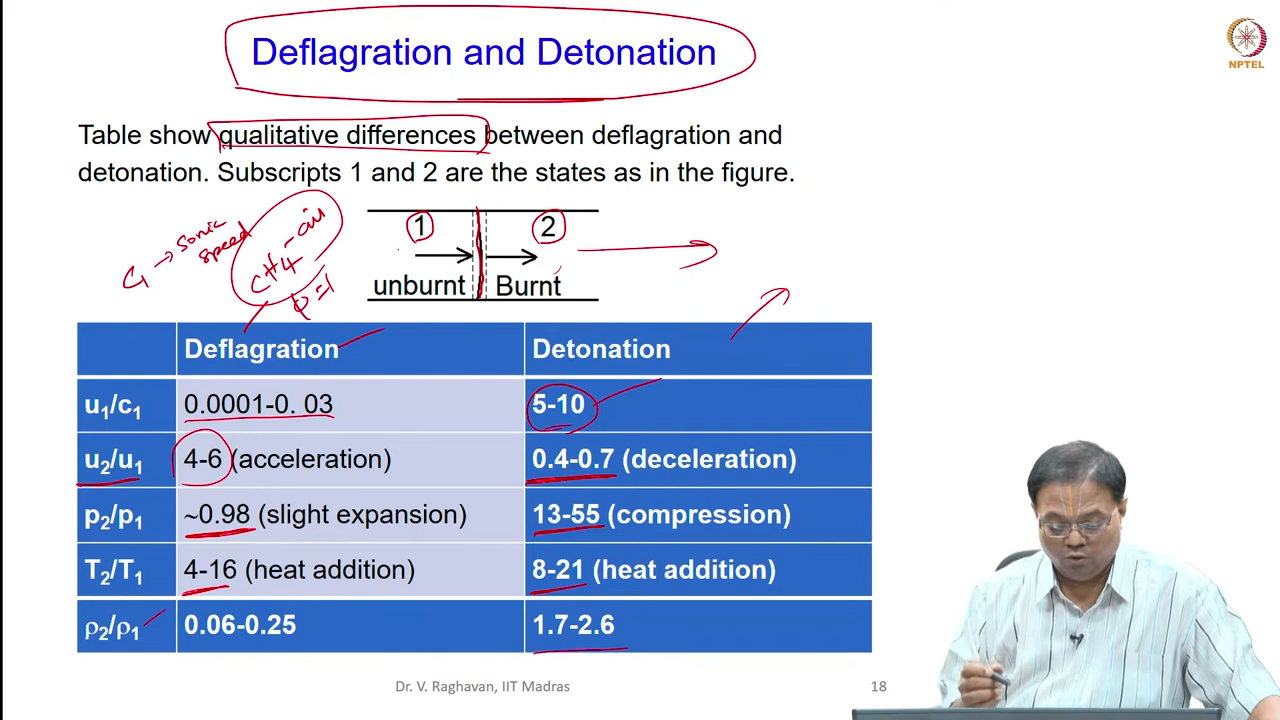 Deflagration and Detonation
NPTEL
Table show qualitative differences between deflagration and
detonation. Subscripts 1 and 2 are the states as in the figure.
C₁ → Sonic
speed
CH4 - air
φ=1
1 2
unburnt Burnt
Deflagration Detonation
u₁/c₁ 0.0001-0. 03 5-10
u₂/u₁ 4-6 (acceleration) 0.4-0.7 (deceleration)
p₂/p₁ ~0.98 (slight expansion) 13-55 (compression)
T₂/T₁ 4-16 (heat addition) 8-21 (heat addition)
ρ₂/ρ₁ 0.06-0.25 1.7-2.6
Dr. V. Raghavan, IIT Madras 18